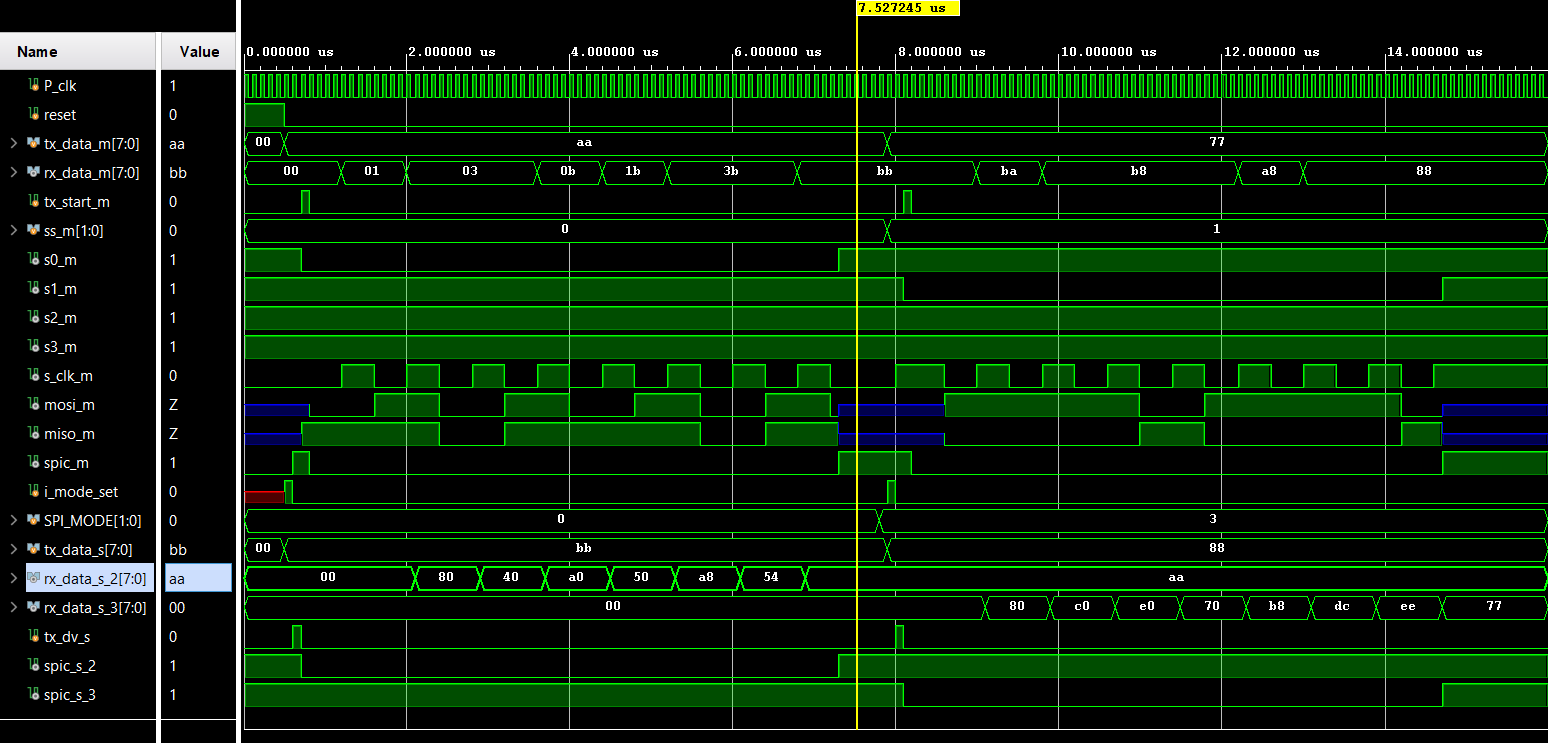 7.527245 us
Name Value 0.000000 us 2.000000 us 4.000000 us 6.000000 us 8.000000 us 10.000000 us 12.000000 us 14.000000 us
P_clk 1
reset 0
tx_data_m[7:0] aa 00 aa 77
rx_data_m[7:0] bb 00 01 03 0b 1b 3b bb ba b8 a8 88
tx_start_m 0
ss_m[1:0] 0 0 1
s0_m 1
s1_m 1
s2_m 1
s3_m 1
s_clk_m 0
mosi_m Z
miso_m Z
spic_m 1
i_mode_set 0
SPI_MODE[1:0] 0 0 3
tx_data_s[7:0] bb 00 bb 88
rx_data_s_2[7:0] aa 00 80 40 a0 50 a8 54 aa
rx_data_s_3[7:0] 00 00 80 c0 e0 70 b8 dc ee 77
tx_dv_s 0
spic_s_2 1
spic_s_3 1